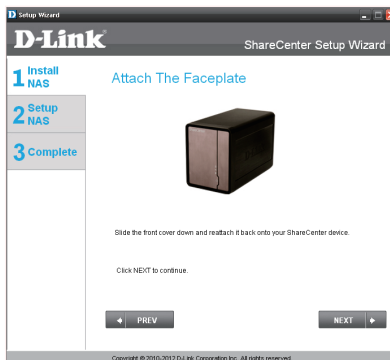 Setup Wizard
D-Link
ShareCenter Setup Wizard
1 Install NAS
2 Setup NAS
3 Complete
Attach The Faceplate
Slide the front cover down and reattach it back onto your ShareCenter device.
Click NEXT to continue.
PREV
NEXT
Copyright © 2010-2012 D-Link Corporation Inc. All rights reserved.